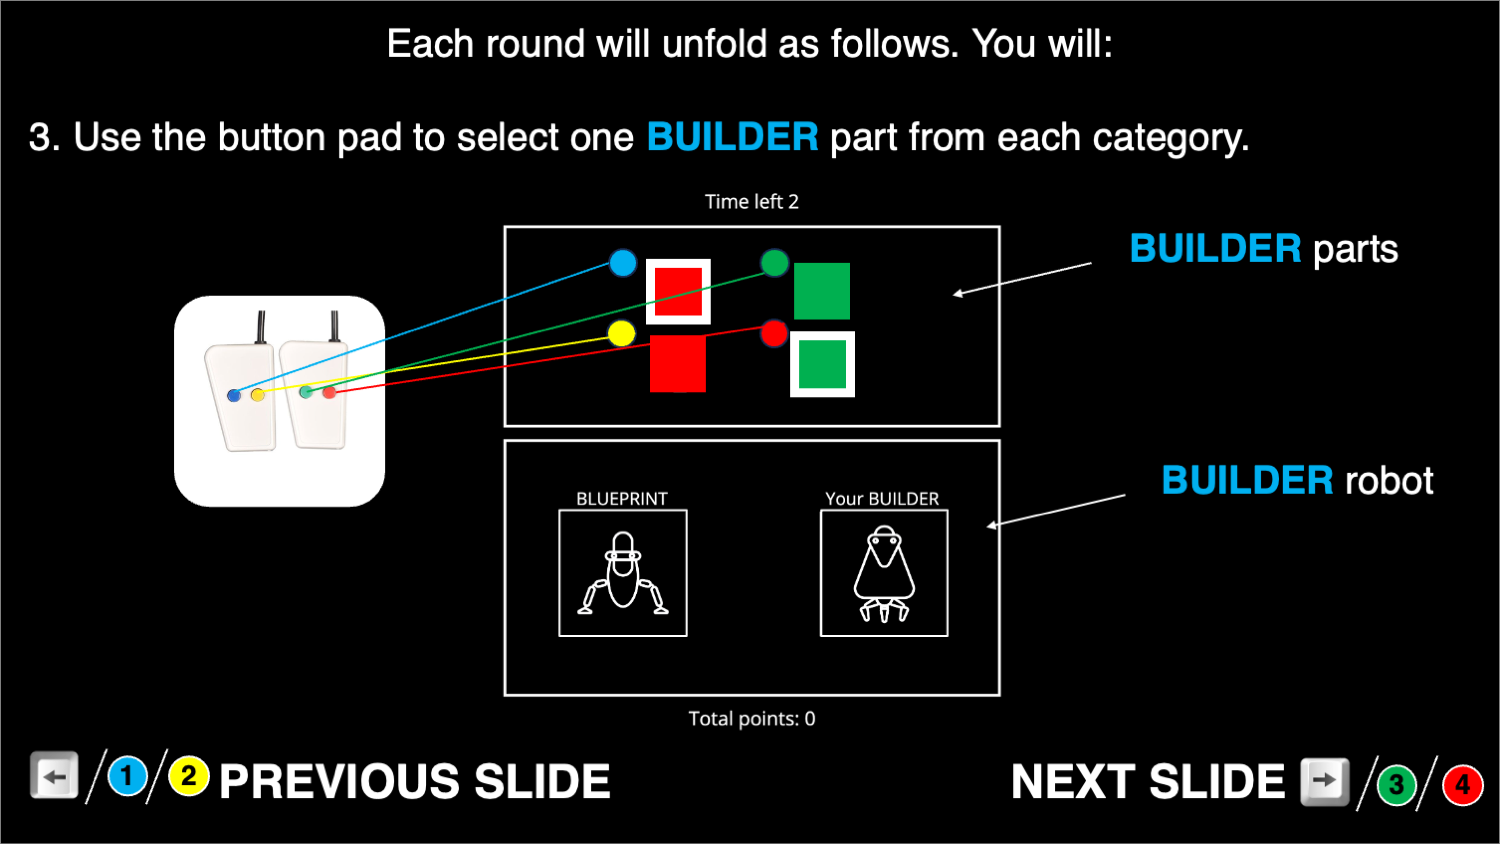 Each round will unfold as follows. You will:
3. Use the button pad to select one BUILDER part from each category.
Time left 2
BUILDER parts
BUILDER robot
BLUEPRINT
Your BUILDER
Total points: 0
1 2 PREVIOUS SLIDE
NEXT SLIDE 3 4